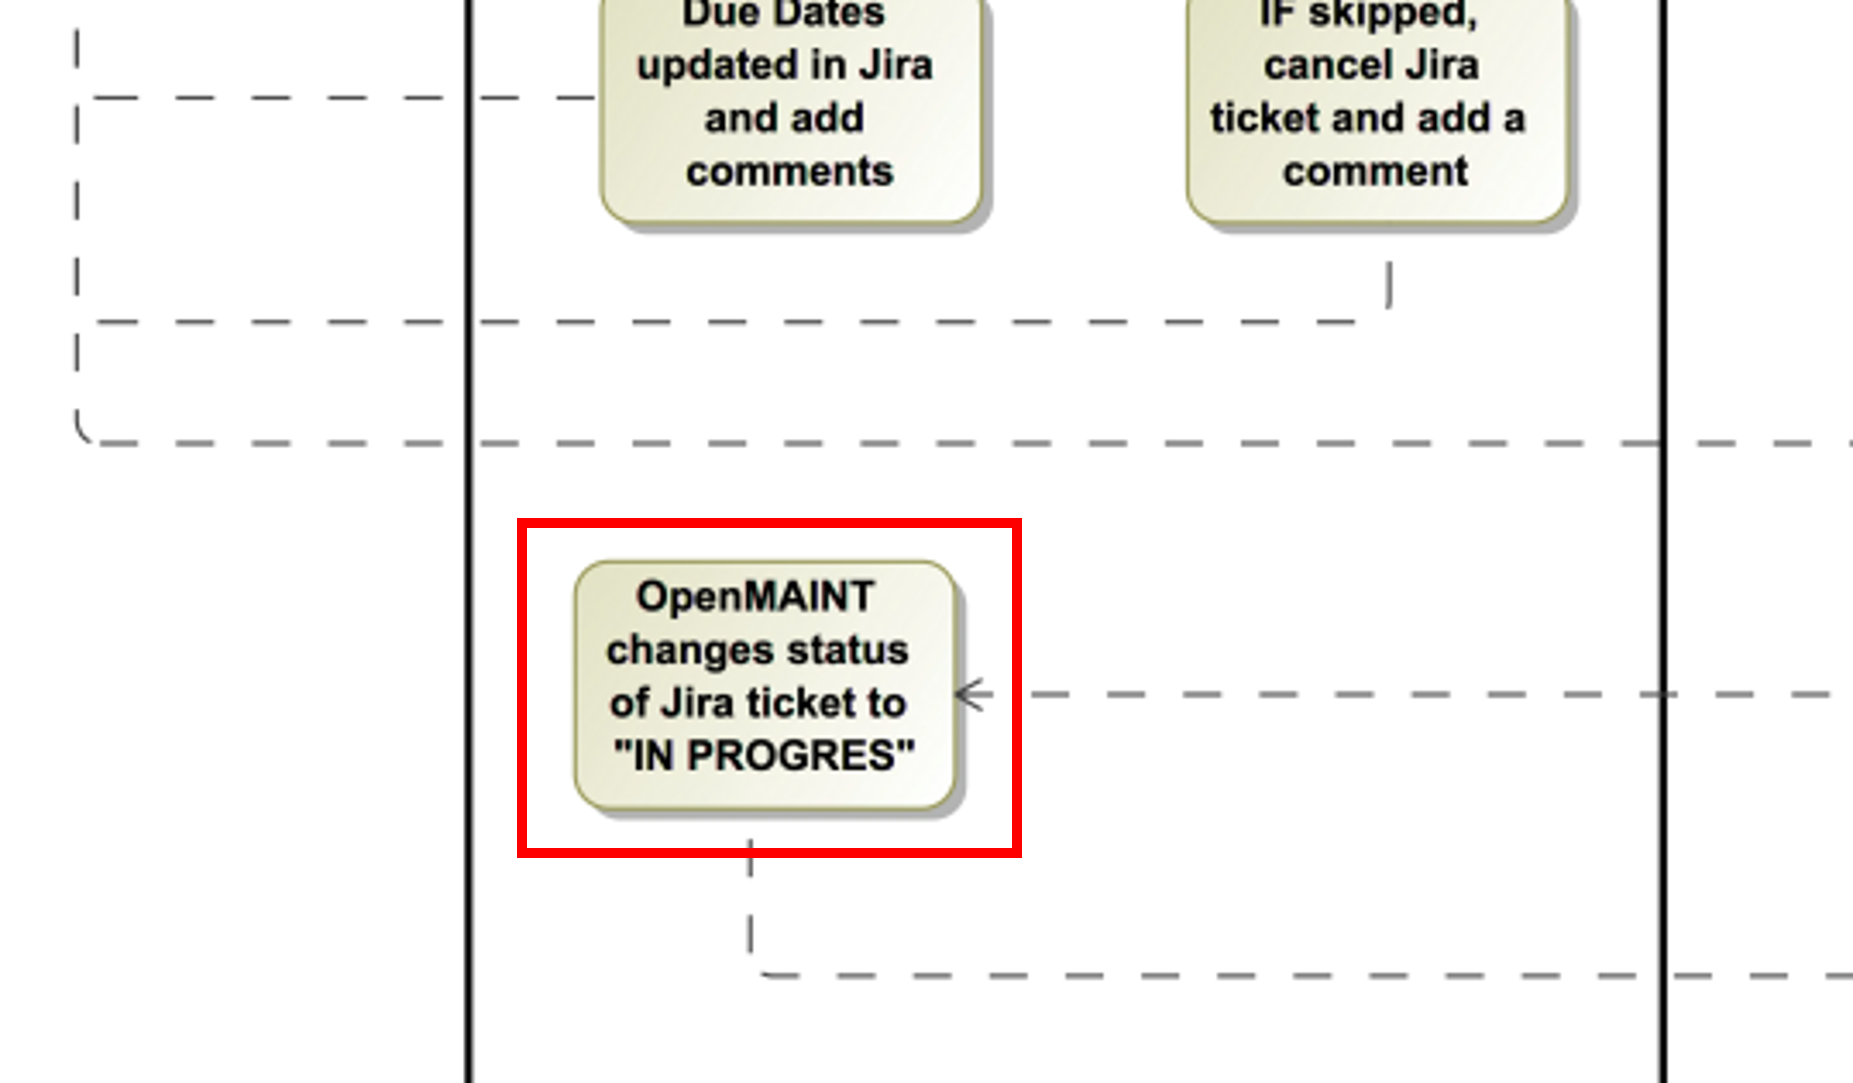 Due Dates
updated in Jira
and add
comments
IF skipped,
cancel Jira
ticket and add a
comment
OpenMAINT
changes status
of Jira ticket to
"IN PROGRES"